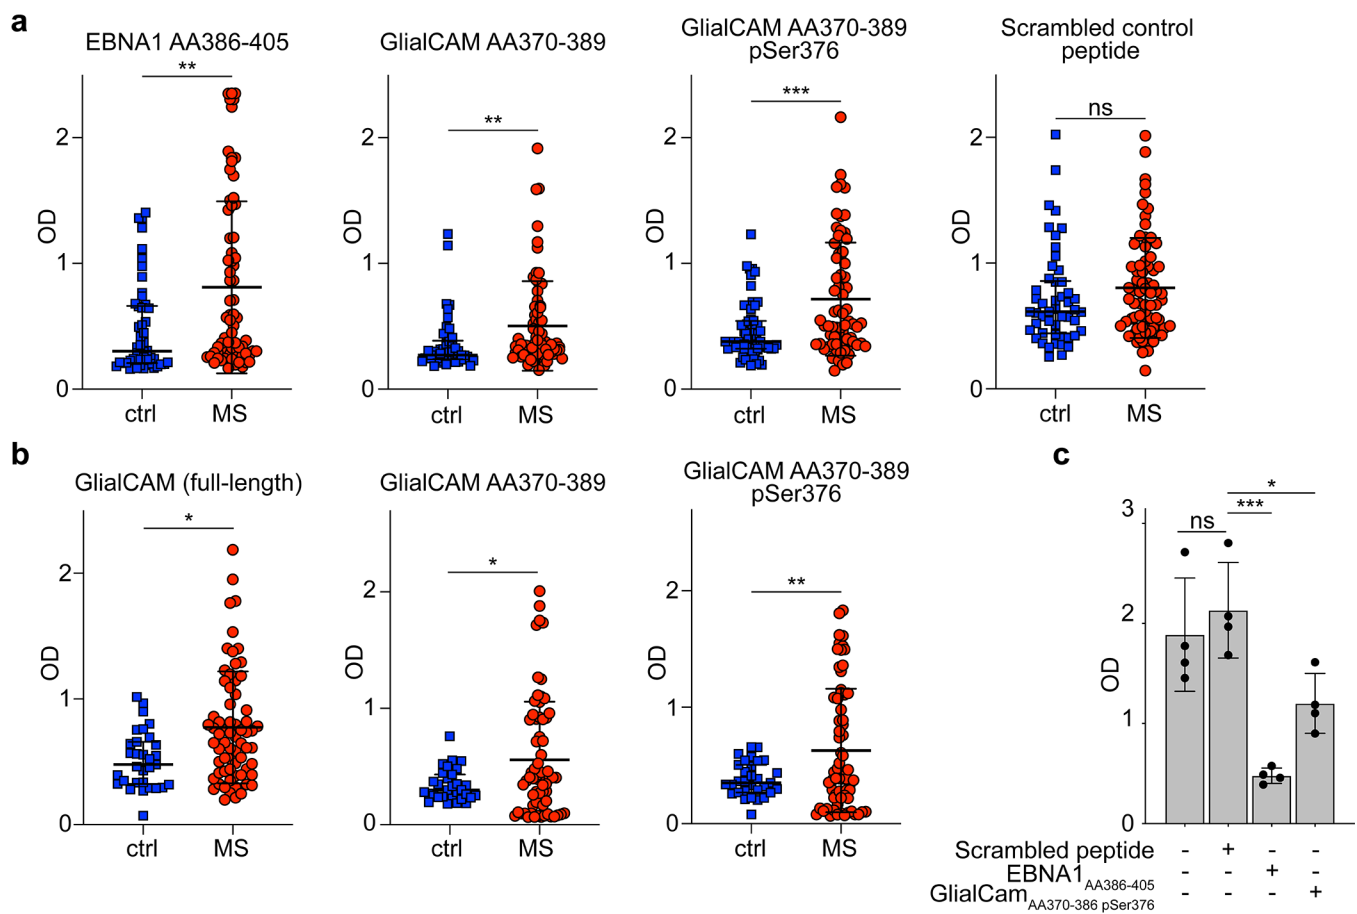 a
EBNA1 AA386-405
**
OD
2
1
0
ctrl MS
GlialCAM AA370-389
**
OD
2
1
0
ctrl MS
GlialCAM AA370-389
pSer376
***
OD
2
1
0
ctrl MS
Scrambled control
peptide
ns
OD
2
1
0
ctrl MS
b
GlialCAM (full-length)
*
OD
2
1
0
ctrl MS
GlialCAM AA370-389
*
OD
2
1
0
ctrl MS
GlialCAM AA370-389
pSer376
**
OD
2
1
0
ctrl MS
c
*
***
ns
OD
3
2
1
0
Scrambled peptide - + - -
EBNA1 AA386-405 - - + -
GlialCam AA370-386 pSer376 - - - +